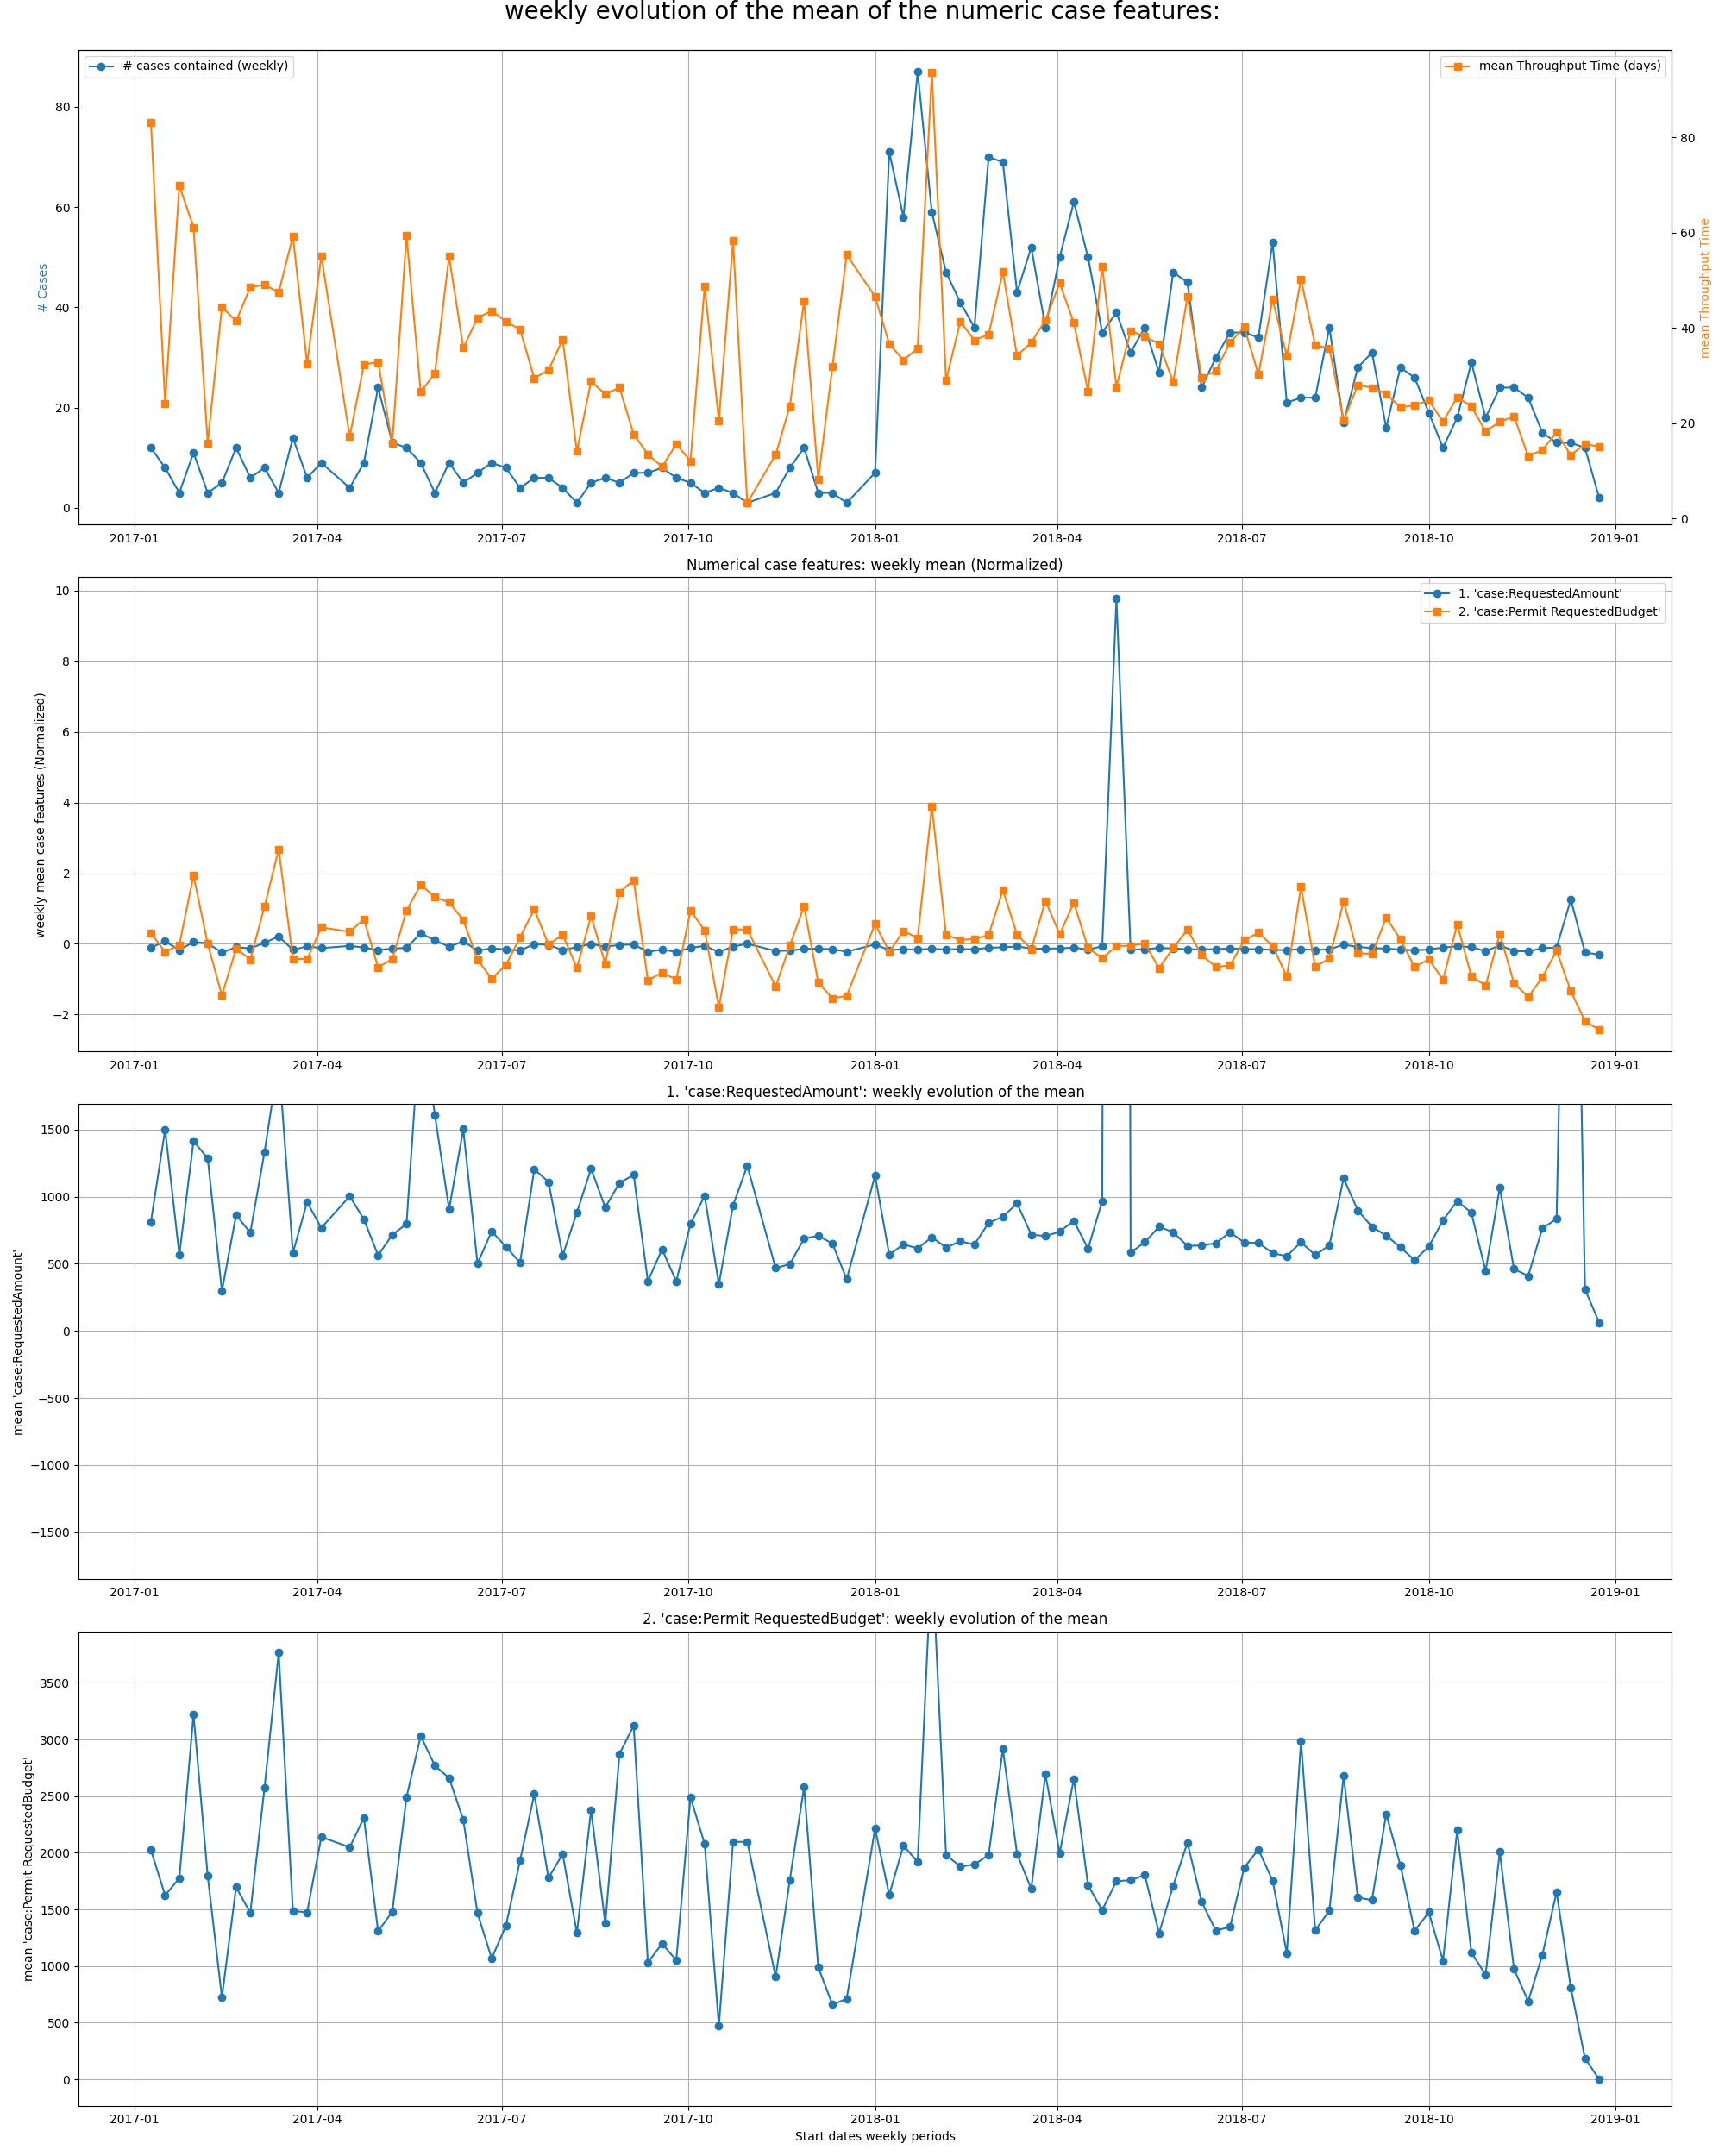 weekly evolution of the mean of the numeric case features:
# cases contained (weekly)
mean Throughput Time (days)
# Cases
mean Throughput Time
80
60
40
20
0
80
60
40
20
0
2017-01 2017-04 2017-07 2017-10 2018-01 2018-04 2018-07 2018-10 2019-01
Numerical case features: weekly mean (Normalized)
1. 'case:RequestedAmount'
2. 'case:Permit RequestedBudget'
weekly mean case features (Normalized)
10
8
6
4
2
0
−2
2017-01 2017-04 2017-07 2017-10 2018-01 2018-04 2018-07 2018-10 2019-01
1. 'case:RequestedAmount': weekly evolution of the mean
mean 'case:RequestedAmount'
1500
1000
500
0
−500
−1000
−1500
2017-01 2017-04 2017-07 2017-10 2018-01 2018-04 2018-07 2018-10 2019-01
2. 'case:Permit RequestedBudget': weekly evolution of the mean
mean 'case:Permit RequestedBudget'
3500
3000
2500
2000
1500
1000
500
0
2017-01 2017-04 2017-07 2017-10 2018-01 2018-04 2018-07 2018-10 2019-01
Start dates weekly periods